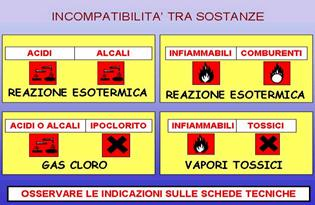 INCOMPATIBILITA' TRA SOSTANZE
ACIDI ALCALI
REAZIONE ESOTERMICA
INFIAMMABILI COMBURENTI
REAZIONE ESOTERMICA
ACIDI O ALCALI IPOCLORITO
GAS CLORO
INFIAMMABILI TOSSICI
VAPORI TOSSICI
OSSERVARE LE INDICAZIONI SULLE SCHEDE TECNICHE